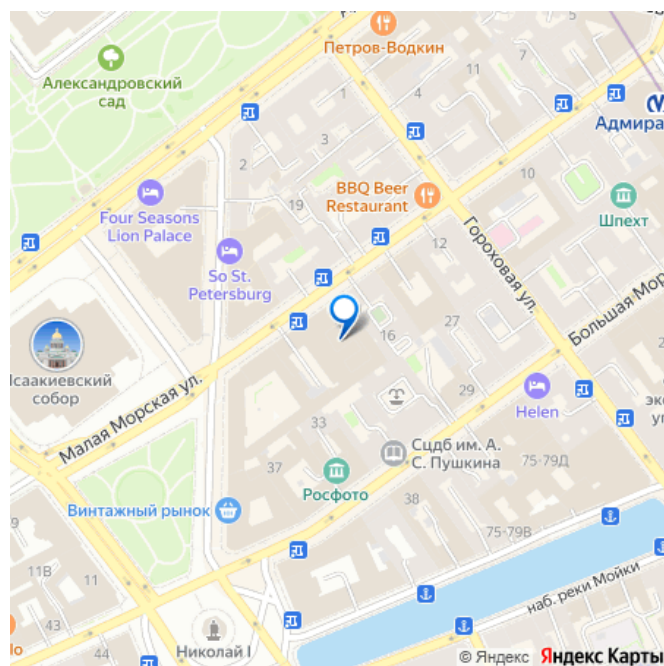 Петров-Водкин
Александровский
сад
1
7
5
11
4
3
2
Адмира
BBQ Beer
Restaurant
10
19
Four Seasons
Lion Palace
Шпехт
Гороховая ул.
12
So St.
Petersburg
Большая Мор
16
27
Исаакиевский
собор
29
Helen
эко
Малая Морская ул.
33
Сцдб им. А.
С. Пушкина
75-79Д
37
Росфото
38
Винтажный рынок
75-79В
11В
11
наб. реки Мойки
43
44
Николай I
© Яндекс Яндекс Карты